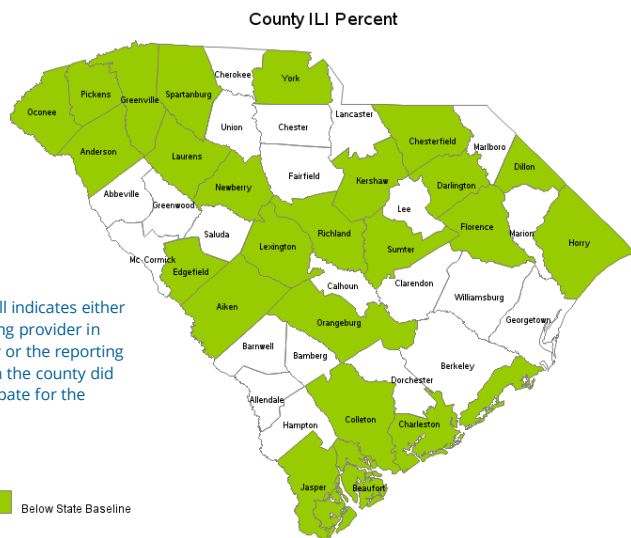 County ILI Percent
Cherokee
York
Pickens
Spartanburg
Greenville
Oconee
Lancaster
Union
Chester
Chesterfield
Marlboro
Anderson
Laurens
Dillon
Fairfield
Kershaw
Newberry
Darlington
Abbeville
Greenwood
Lee
Florence
Marion
Saluda
Richland
Horry
Lexington
Sumter
Mc Cormick
Edgefield
Calhoun
Clarendon
Williamsburg
Aiken
Georgetown
Orangeburg
Barnwell
Bamberg
Berkeley
Dorchester
Allendale
Colleton
Charleston
Hampton
Jasper
Beaufort
ll indicates either
ng provider in
or the reporting
the county did
pate for the
Below State Baseline